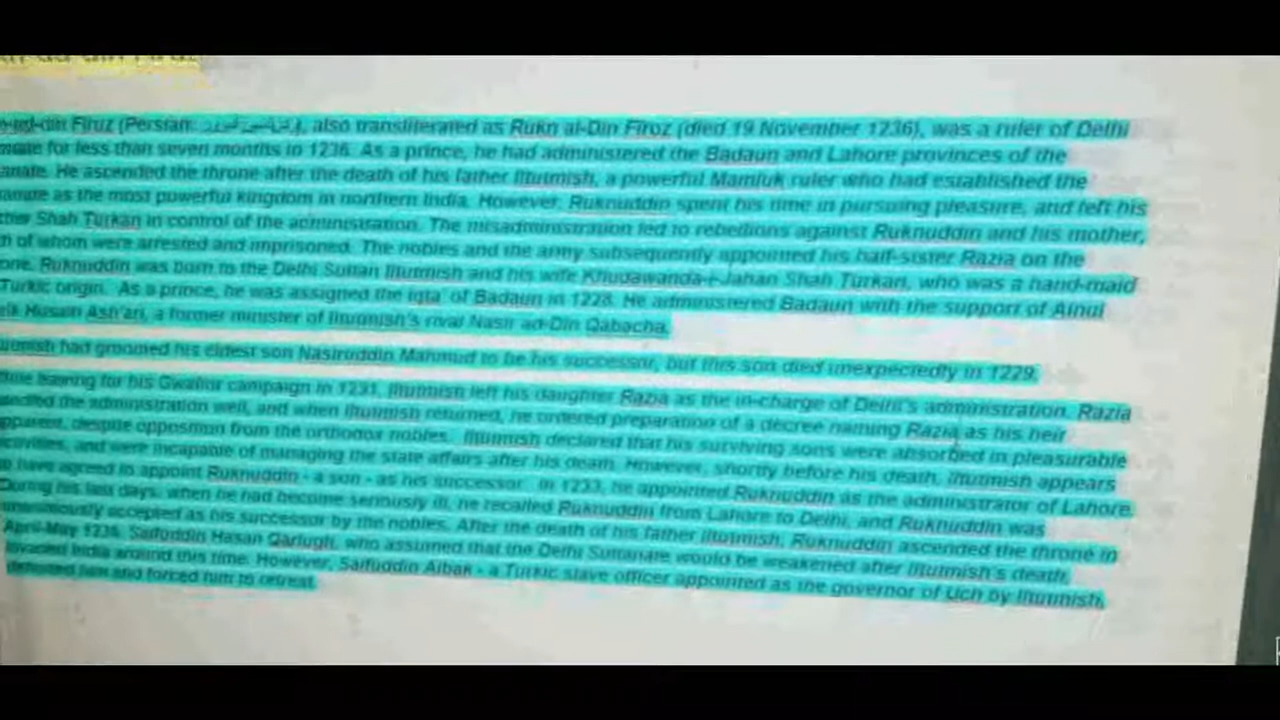 -ud-din Firuz (Persian: ), also transliterated as Rukn al-Din Firoz (died 19 November 1236), was a ruler of Delhi
nate for less than seven months in 1236. As a prince, he had administered the Badaun and Lahore provinces of the
anate. He ascended the throne after the death of his father Iltutmish, a powerful Mamluk ruler who had established the
anate as the most powerful kingdom in northern India. However, Ruknuddin spent his time in pursuing pleasure, and left his
ther Shah Turkan in control of the administration. The misadministration led to rebellions against Ruknuddin and his mother,
th of whom were arrested and imprisoned. The nobles and the army subsequently appointed his half-sister Razia on the
one. Ruknuddin was born to the Delhi Sultan Iltutmish and his wife Khudawanda-i-Jahan Shah Turkan, who was a hand-maid
Turkic origin. As a prince, he was assigned the iqta' of Badaun in 1228. He administered Badaun with the support of Ainul
Husain Ash'ari, a former minister of Iltutmish's rival Nasir ad-Din Qabacha.
utmish had groomed his eldest son Nasiruddin Mahmud to be his successor, but this son died unexpectedly in 1229.
leaving for his Gwalior campaign in 1231, Iltutmish left his daughter Razia as the in-charge of Delhi's administration. Razia
the administration well, and when Iltutmish returned, he ordered preparation of a decree naming Razia as his heir
apparent, despite opposition from the orthodox nobles. Iltutmish declared that his surviving sons were absorbed in pleasurable
activities, and were incapable of managing the state affairs after his death. However, shortly before his death, Iltutmish appears
to have agreed to appoint Ruknuddin - a son - as his successor. In 1233, he appointed Ruknuddin as the administrator of Lahore.
During his last days, when he had become seriously ill, he recalled Ruknuddin from Lahore to Delhi, and Ruknuddin was
unanimously accepted as his successor by the nobles. After the death of his father Iltutmish, Ruknuddin ascended the throne in
April-May 1236. Saifuddin Hasan Qarlugh, who assumed that the Delhi Sultanate would be weakened after Iltutmish's death,
invaded India around this time. However, Saifuddin Aibak - a Turkic slave officer appointed as the governor of Uch by Iltutmish,
defeated him and forced him to retreat.